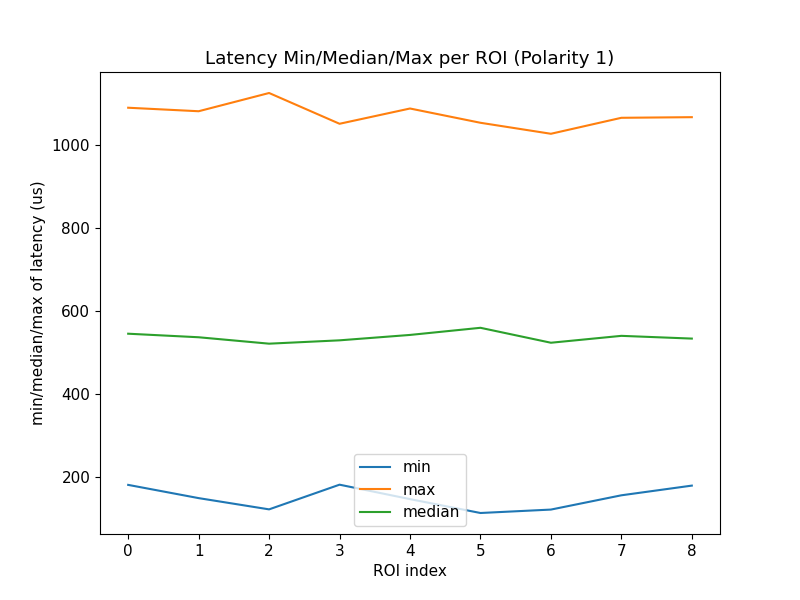 Latency Min/Median/Max per ROI (Polarity 1)
min/median/max of latency (us)
1000
800
600
400
200
min
max
median
0 1 2 3 4 5 6 7 8
ROI index